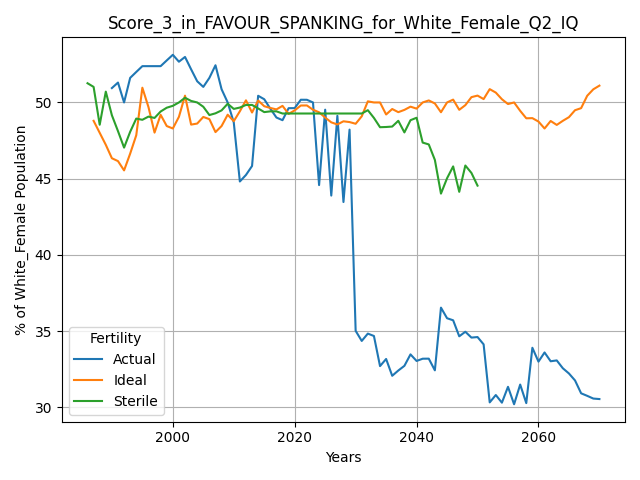 Score_3_in_FAVOUR_SPANKING_for_White_Female_Q2_IQ
% of White_Female Population
50
45
40
35
30
Fertility
Actual
Ideal
Sterile
2000 2020 2040 2060
Years